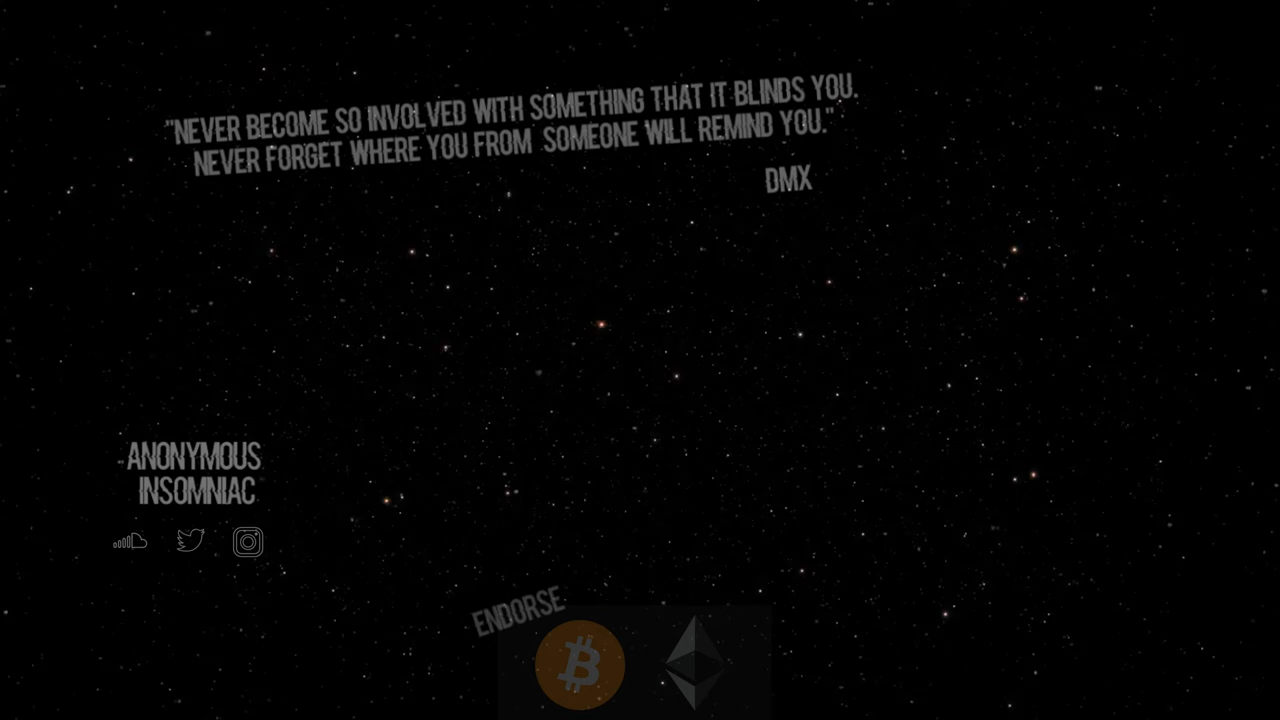 "NEVER BECOME SO INVOLVED WITH SOMETHING THAT IT BLINDS YOU.
NEVER FORGET WHERE YOU FROM SOMEONE WILL REMIND YOU."
DMX
ANONYMOUS
INSOMNIAC
ENDORSE